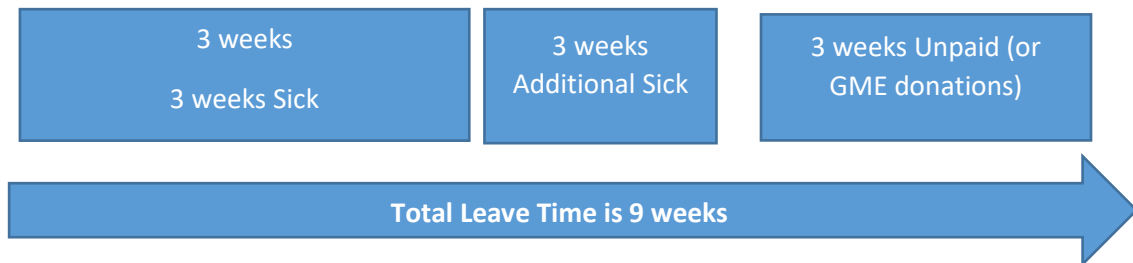 3 weeks
3 weeks Sick
3 weeks
Additional Sick
3 weeks Unpaid (or
GME donations)
Total Leave Time is 9 weeks